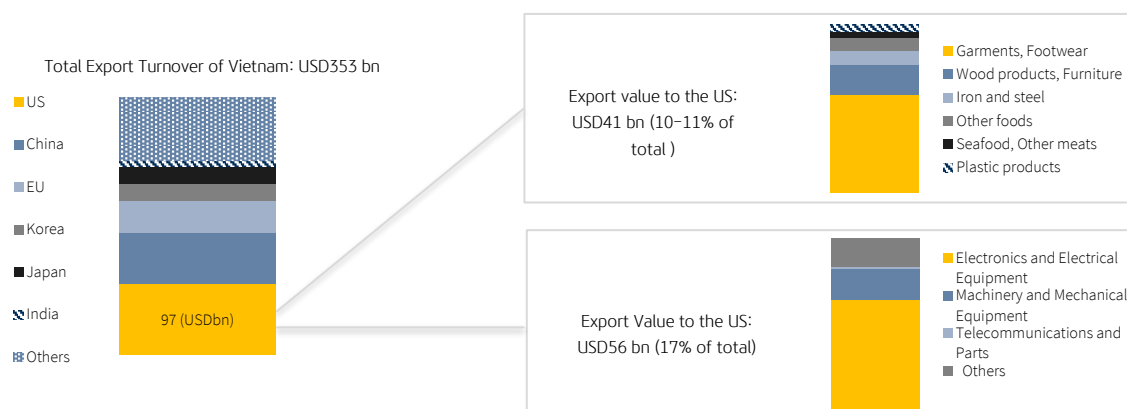 Total Export Turnover of Vietnam: USD353 bn
US
China
EU
Korea
Japan
India
Others
97 (USDbn)
Export value to the US:
USD41 bn (10-11% of
total )
Garments, Footwear
Wood products, Furniture
Iron and steel
Other foods
Seafood, Other meats
Plastic products
Export Value to the US:
USD56 bn (17% of total)
Electronics and Electrical
Equipment
Machinery and Mechanical
Equipment
Telecommunications and
Parts
Others